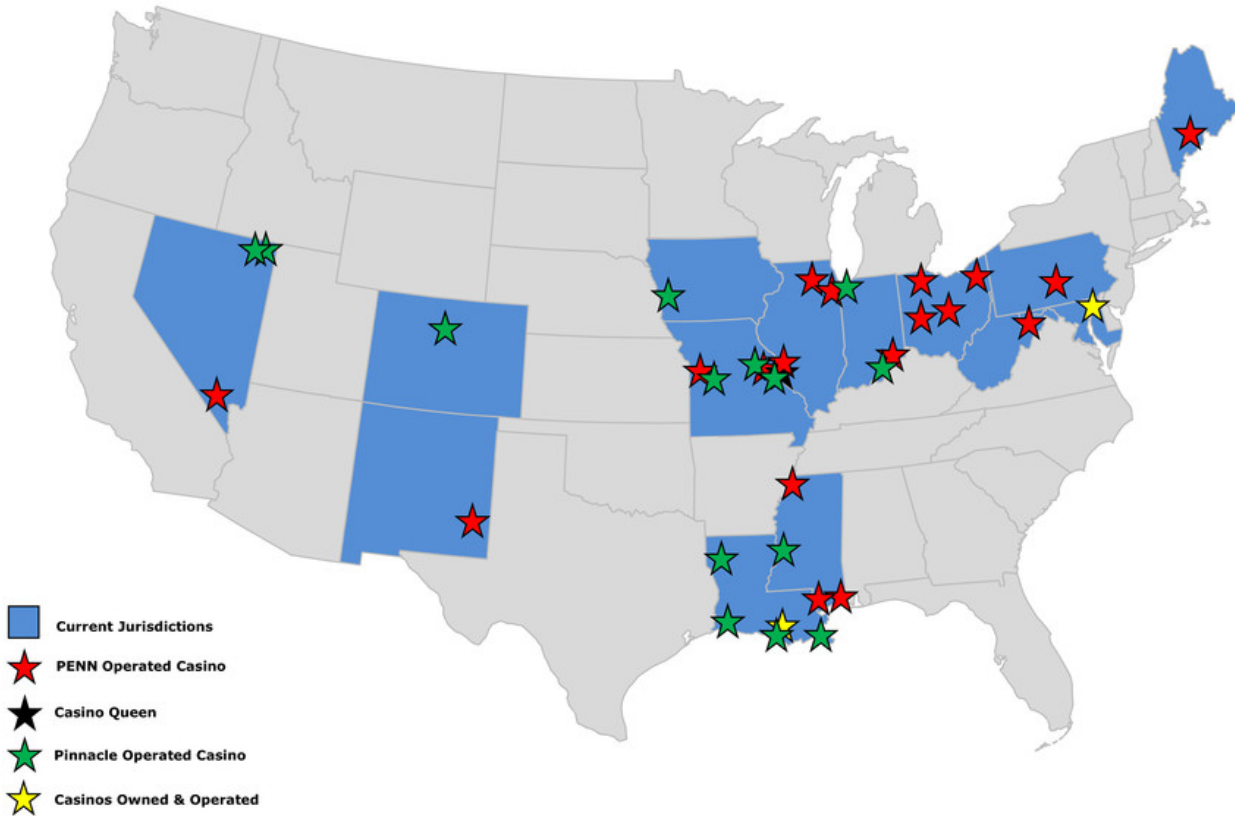 Current Jurisdictions
PENN Operated Casino
Casino Queen
Pinnacle Operated Casino
Casinos Owned & Operated